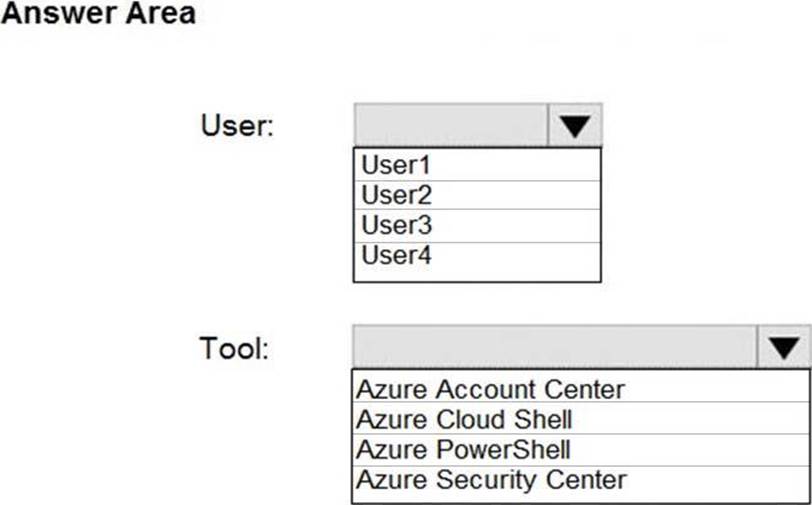 Answer Area
User:
User1
User2
User3
User4
Tool:
Azure Account Center
Azure Cloud Shell
Azure PowerShell
Azure Security Center